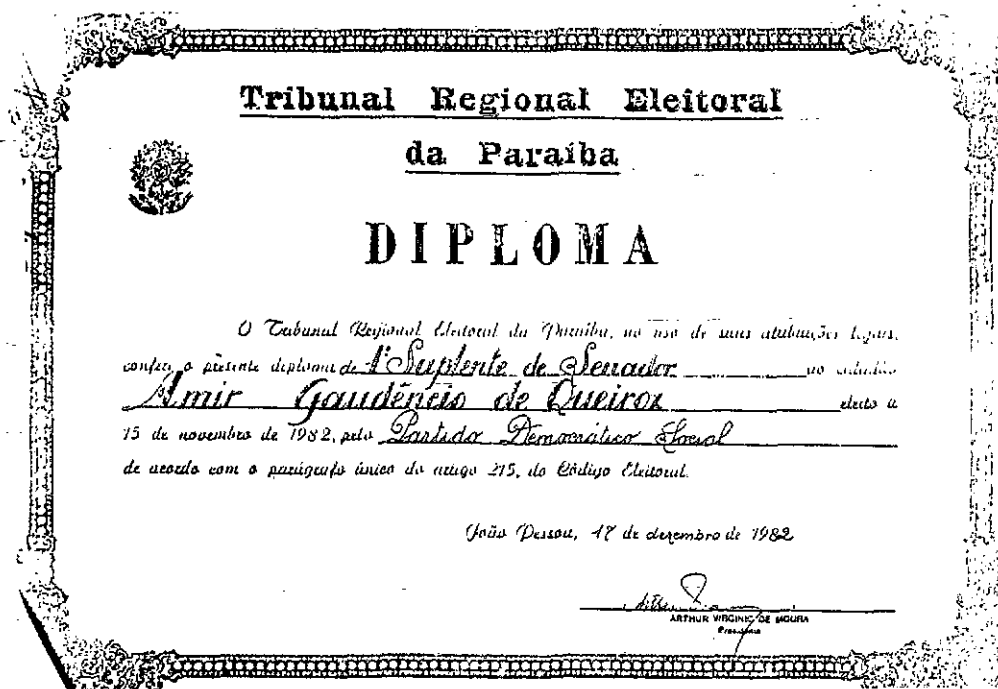 Tribunal Regional Eleitoral
da Paraíba
DIPLOMA
O Tribunal Regional Eleitoral da Paraíba, no uso de suas atribuições legais,
confere o presente diploma de 1º Suplente de Senador ao cidadão
Amir Gaudêncio de Queiroz eleito a
15 de novembro de 1982, pelo Partido Democrático Social
de acordo com o parágrafo único do artigo 215, do Código Eleitoral.
João Pessoa, 17 de dezembro de 1982
ARTHUR VIRGINIO DE MOURA
Presidente